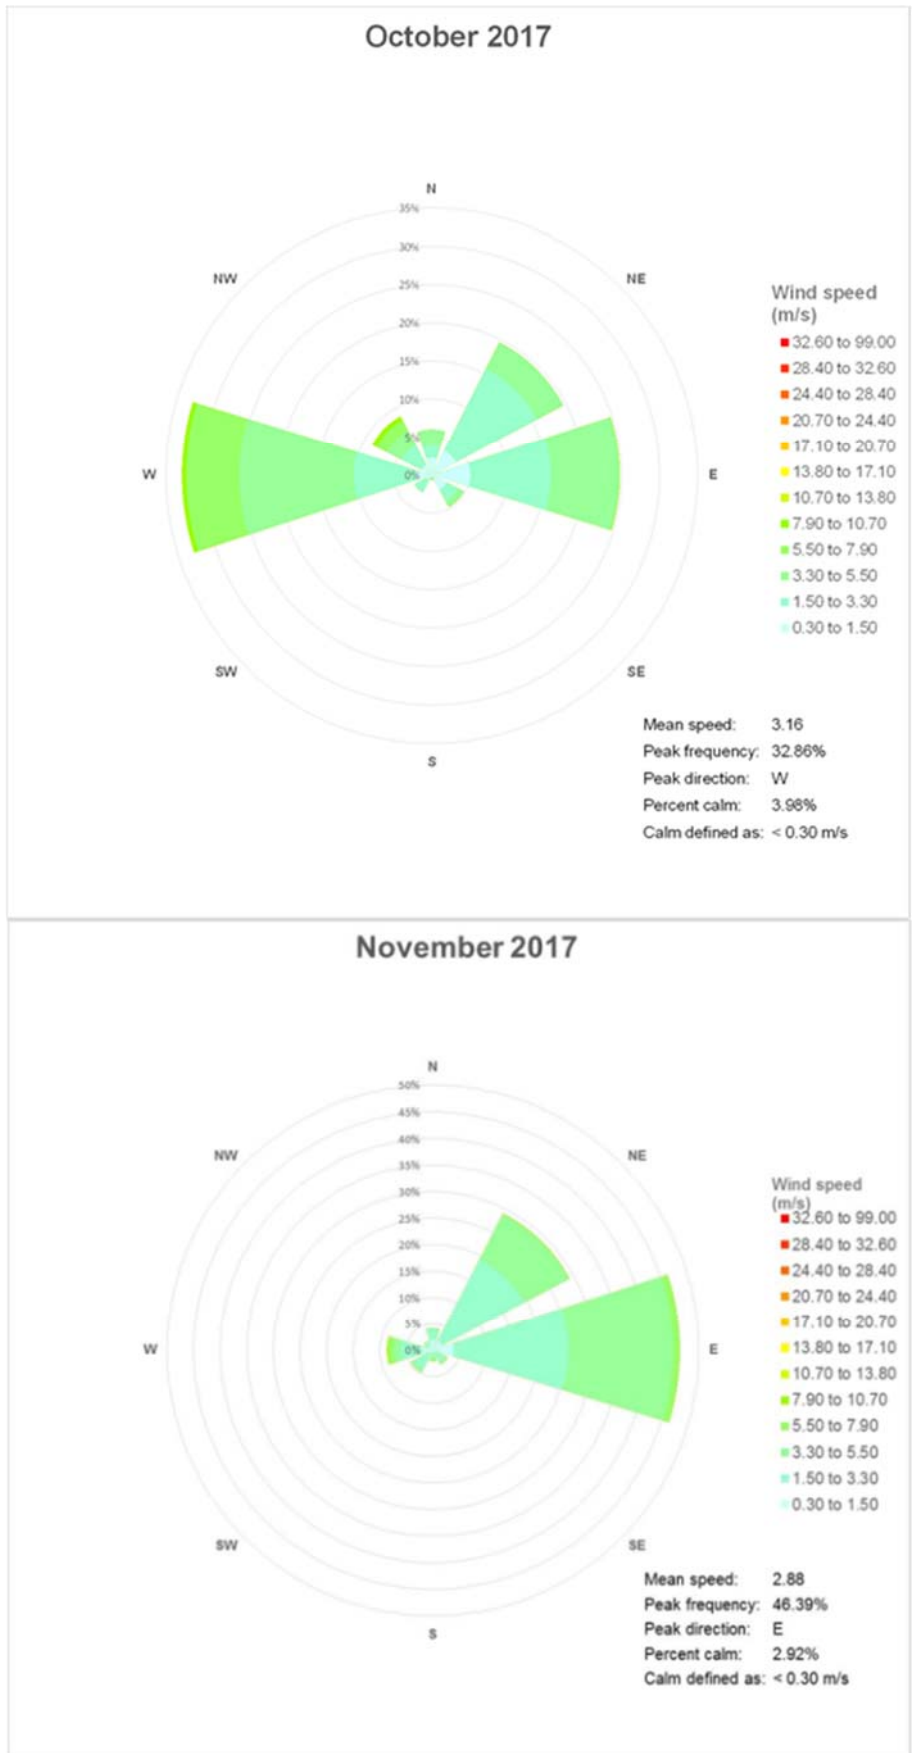 October 2017
N
35%
30%
NW
NE
25%
20%
15%
10%
5%
W
0%
E
SW
SE
S
Wind speed
(m/s)
32.60 to 99.00
28.40 to 32.60
24.40 to 28.40
20.70 to 24.40
17.10 to 20.70
13.80 to 17.10
10.70 to 13.80
7.90 to 10.70
5.50 to 7.90
3.30 to 5.50
1.50 to 3.30
0.30 to 1.50
Mean speed: 3.16
Peak frequency: 32.86%
Peak direction: W
Percent calm: 3.98%
Calm defined as: < 0.30 m/s
November 2017
N
50%
45%
40%
NW
NE
35%
30%
25%
20%
15%
10%
5%
W
0%
E
SW
SE
S
Wind speed
(m/s)
32.60 to 99.00
28.40 to 32.60
24.40 to 28.40
20.70 to 24.40
17.10 to 20.70
13.80 to 17.10
10.70 to 13.80
7.90 to 10.70
5.50 to 7.90
3.30 to 5.50
1.50 to 3.30
0.30 to 1.50
Mean speed: 2.88
Peak frequency: 46.39%
Peak direction: E
Percent calm: 2.92%
Calm defined as: < 0.30 m/s